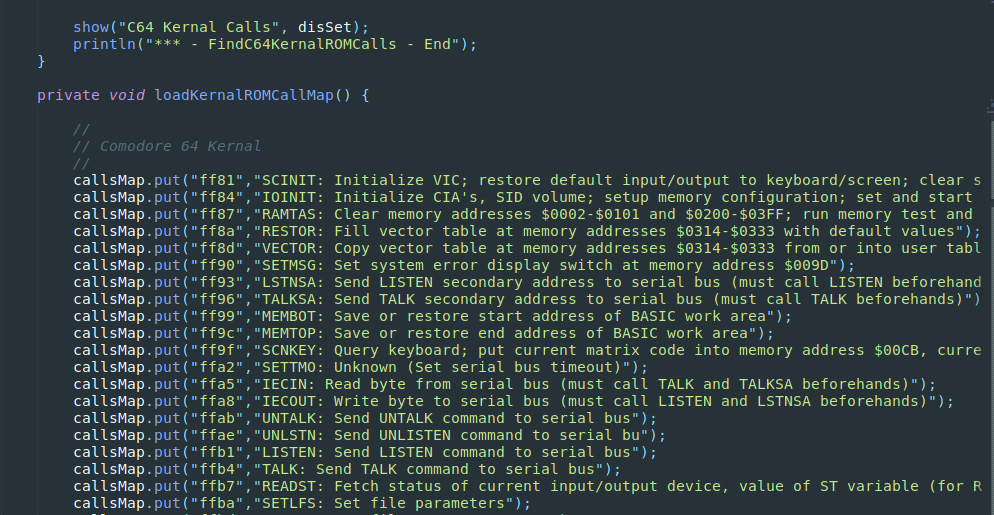 show("C64 Kernal Calls", disSet);
println("*** - FindC64KernalROMCalls - End");
}
private void loadKernalROMCallMap() {
//
// Comodore 64 Kernal
//
callsMap.put("ff81","SCINIT: Initialize VIC; restore default input/output to keyboard/screen; clear s
callsMap.put("ff84","IOINIT: Initialize CIA's, SID volume; setup memory configuration; set and start
callsMap.put("ff87","RAMTAS: Clear memory addresses $0002-$0101 and $0200-$03FF; run memory test and
callsMap.put("ff8a","RESTOR: Fill vector table at memory addresses $0314-$0333 with default values");
callsMap.put("ff8d","VECTOR: Copy vector table at memory addresses $0314-$0333 from or into user tabl
callsMap.put("ff90","SETMSG: Set system error display switch at memory address $009D");
callsMap.put("ff93","LSTNSA: Send LISTEN secondary address to serial bus (must call LISTEN beforehand
callsMap.put("ff96","TALKSA: Send TALK secondary address to serial bus (must call TALK beforehands)")
callsMap.put("ff99","MEMBOT: Save or restore start address of BASIC work area");
callsMap.put("ff9c","MEMTOP: Save or restore end address of BASIC work area");
callsMap.put("ff9f","SCNKEY: Query keyboard; put current matrix code into memory address $00CB, curre
callsMap.put("ffa2","SETTMO: Unknown (Set serial bus timeout)");
callsMap.put("ffa5","IECIN: Read byte from serial bus (must call TALK and TALKSA beforehands)");
callsMap.put("ffa8","IECOUT: Write byte to serial bus (must call LISTEN and LSTNSA beforehands)");
callsMap.put("ffab","UNTALK: Send UNTALK command to serial bus");
callsMap.put("ffae","UNLSTN: Send UNLISTEN command to serial bu");
callsMap.put("ffb1","LISTEN: Send LISTEN command to serial bus");
callsMap.put("ffb4","TALK: Send TALK command to serial bus");
callsMap.put("ffb7","READST: Fetch status of current input/output device, value of ST variable (for R
callsMap.put("ffba","SETLFS: Set file parameters");